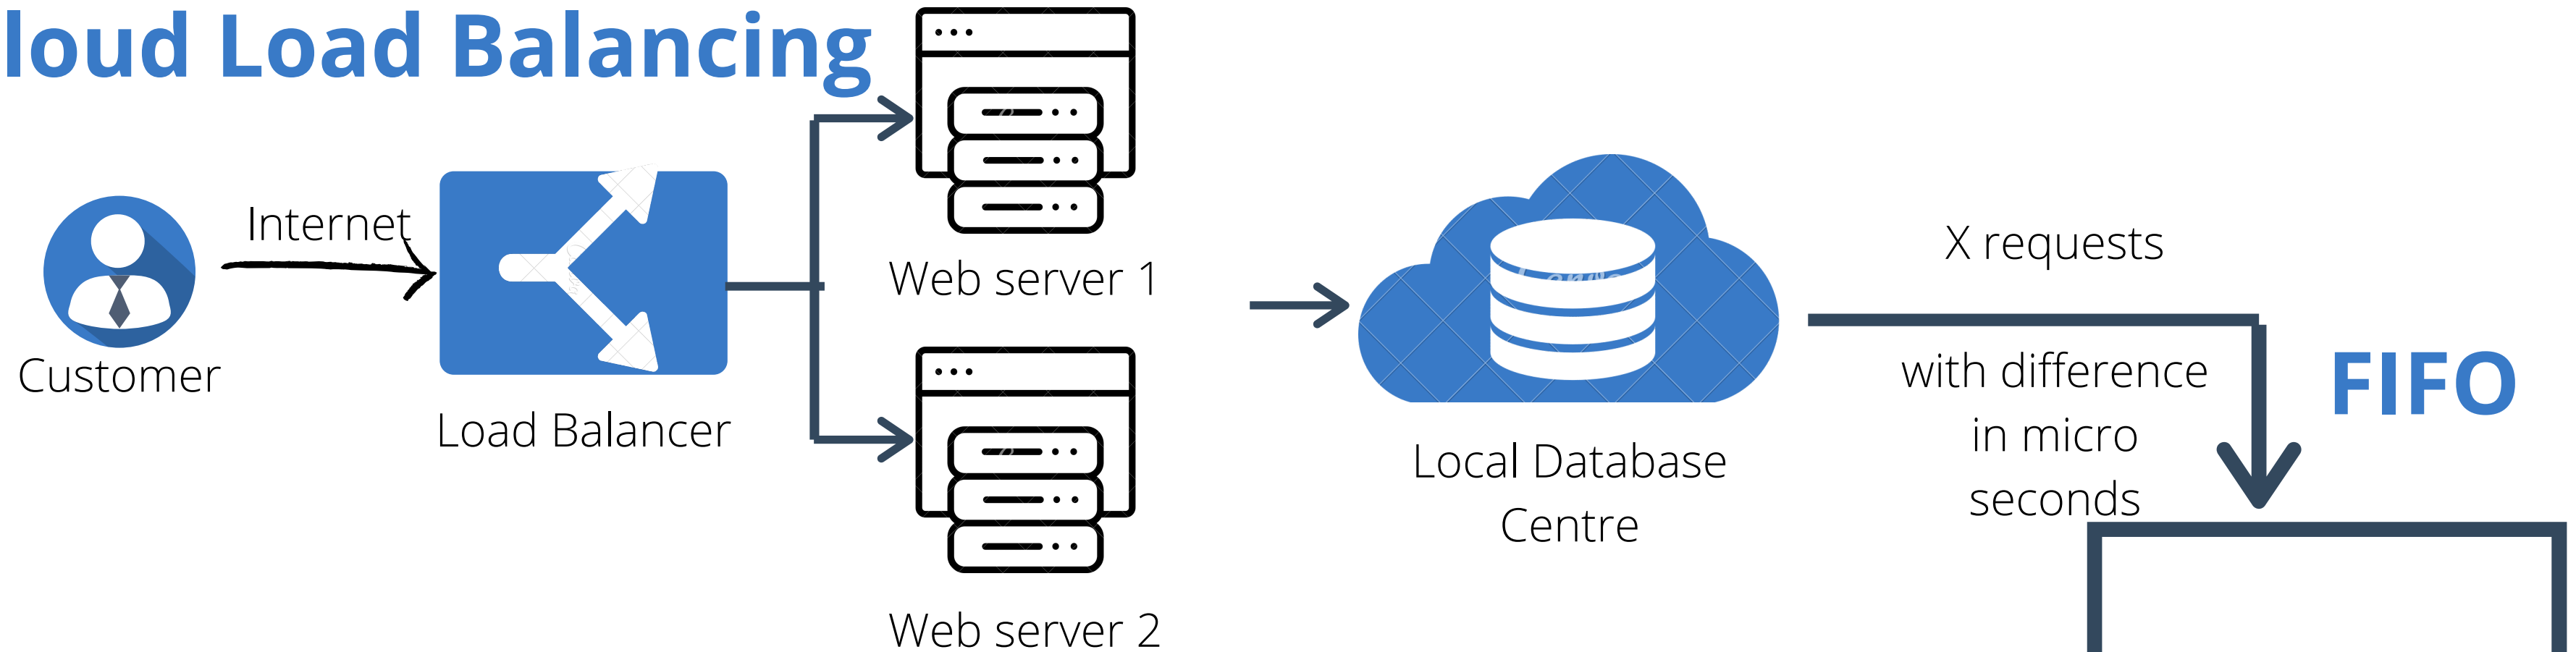 loud Load Balancing
Internet
Customer
Load Balancer
Web server 1
Web server 2
Local Database
Centre
X requests
with difference
in micro
seconds
FIFO